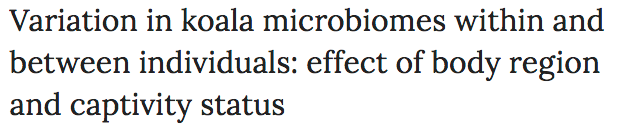 Variation in koala microbiomes within and
between individuals: effect of body region
and captivity status